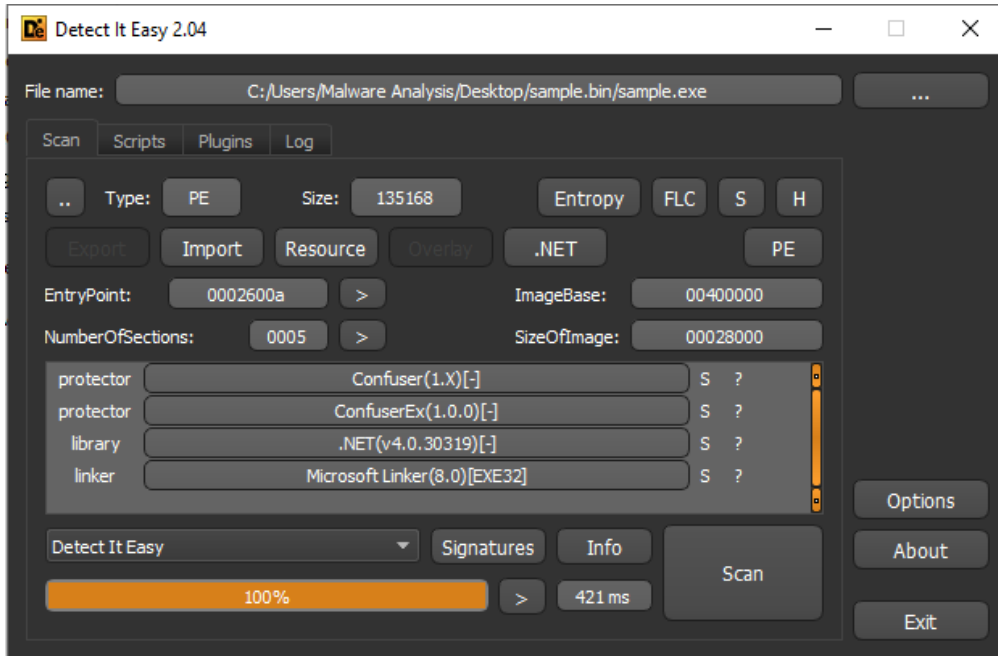 Detect It Easy 2.04
File name: C:/Users/Malware Analysis/Desktop/sample.bin/sample.exe ...
Scan Scripts Plugins Log
.. Type: PE Size: 135168 Entropy FLC S H
Export Import Resource Overlay .NET PE
EntryPoint: 0002600a > ImageBase: 00400000
NumberOfSections: 0005 > SizeOfImage: 00028000
protector Confuser(1.X)[-] S ?
protector ConfuserEx(1.0.0)[-] S ?
library .NET(v4.0.30319)[-] S ?
linker Microsoft Linker(8.0)[EXE32] S ?
Options
Detect It Easy Signatures Info Scan About
100% > 421 ms
Exit